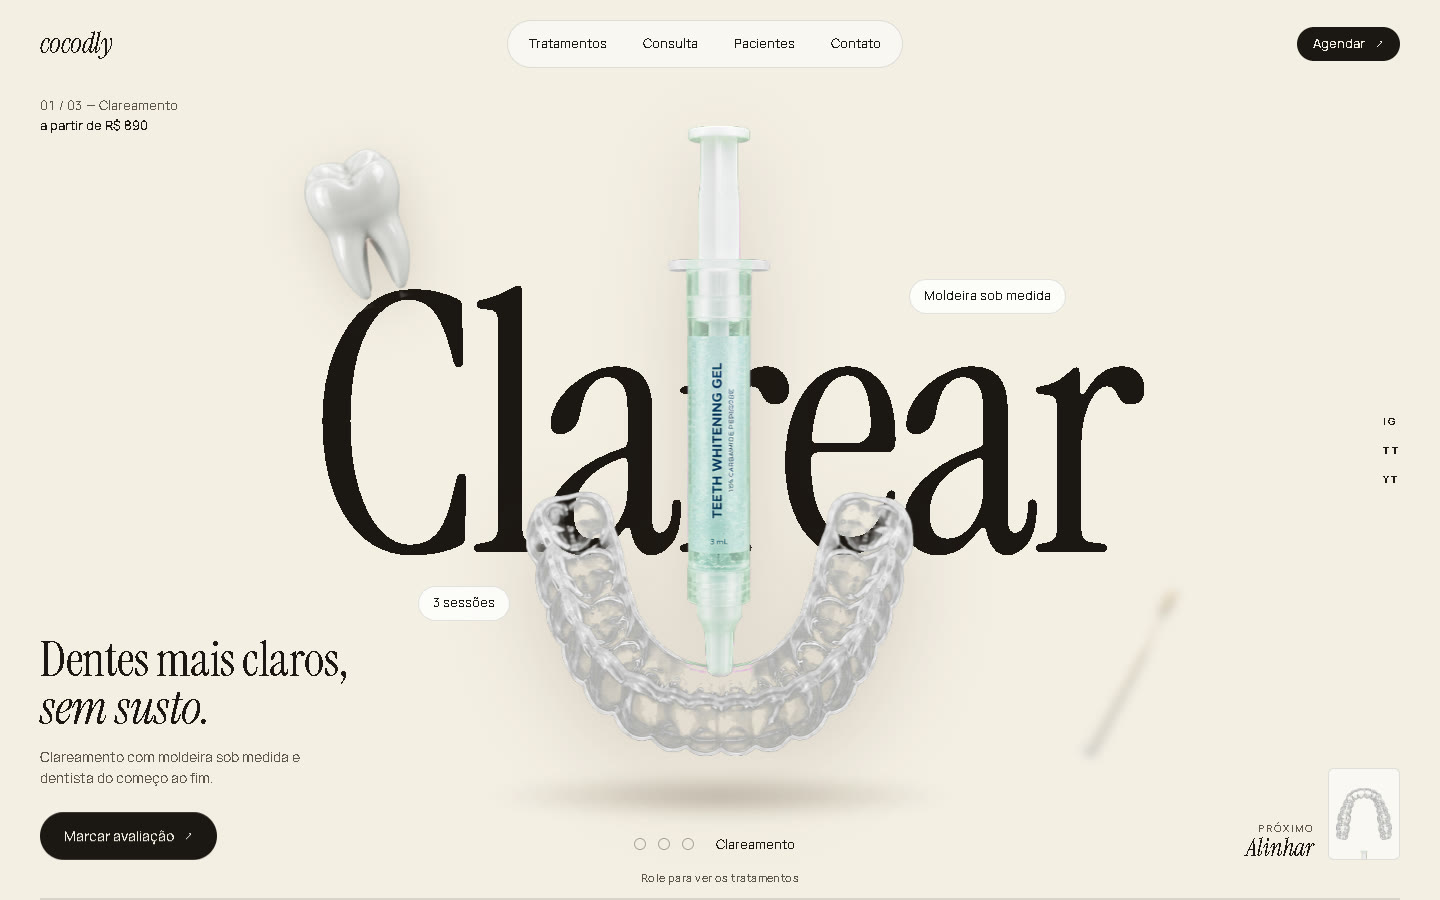 cocodly
Tratamentos
Consulta
Pacientes
Contato
Agendar ↗
01 / 03 — Clareamento
a partir de R$ 890
Moldeira sob medida
Clarear
TEETH WHITENING GEL
3 mL
IG
TT
YT
3 sessões
Dentes mais claros,
sem susto.
Clareamento com moldeira sob medida e
dentista do começo ao fim.
Marcar avaliação ↗
Clareamento
Role para ver os tratamentos
PRÓXIMO
Alinhar